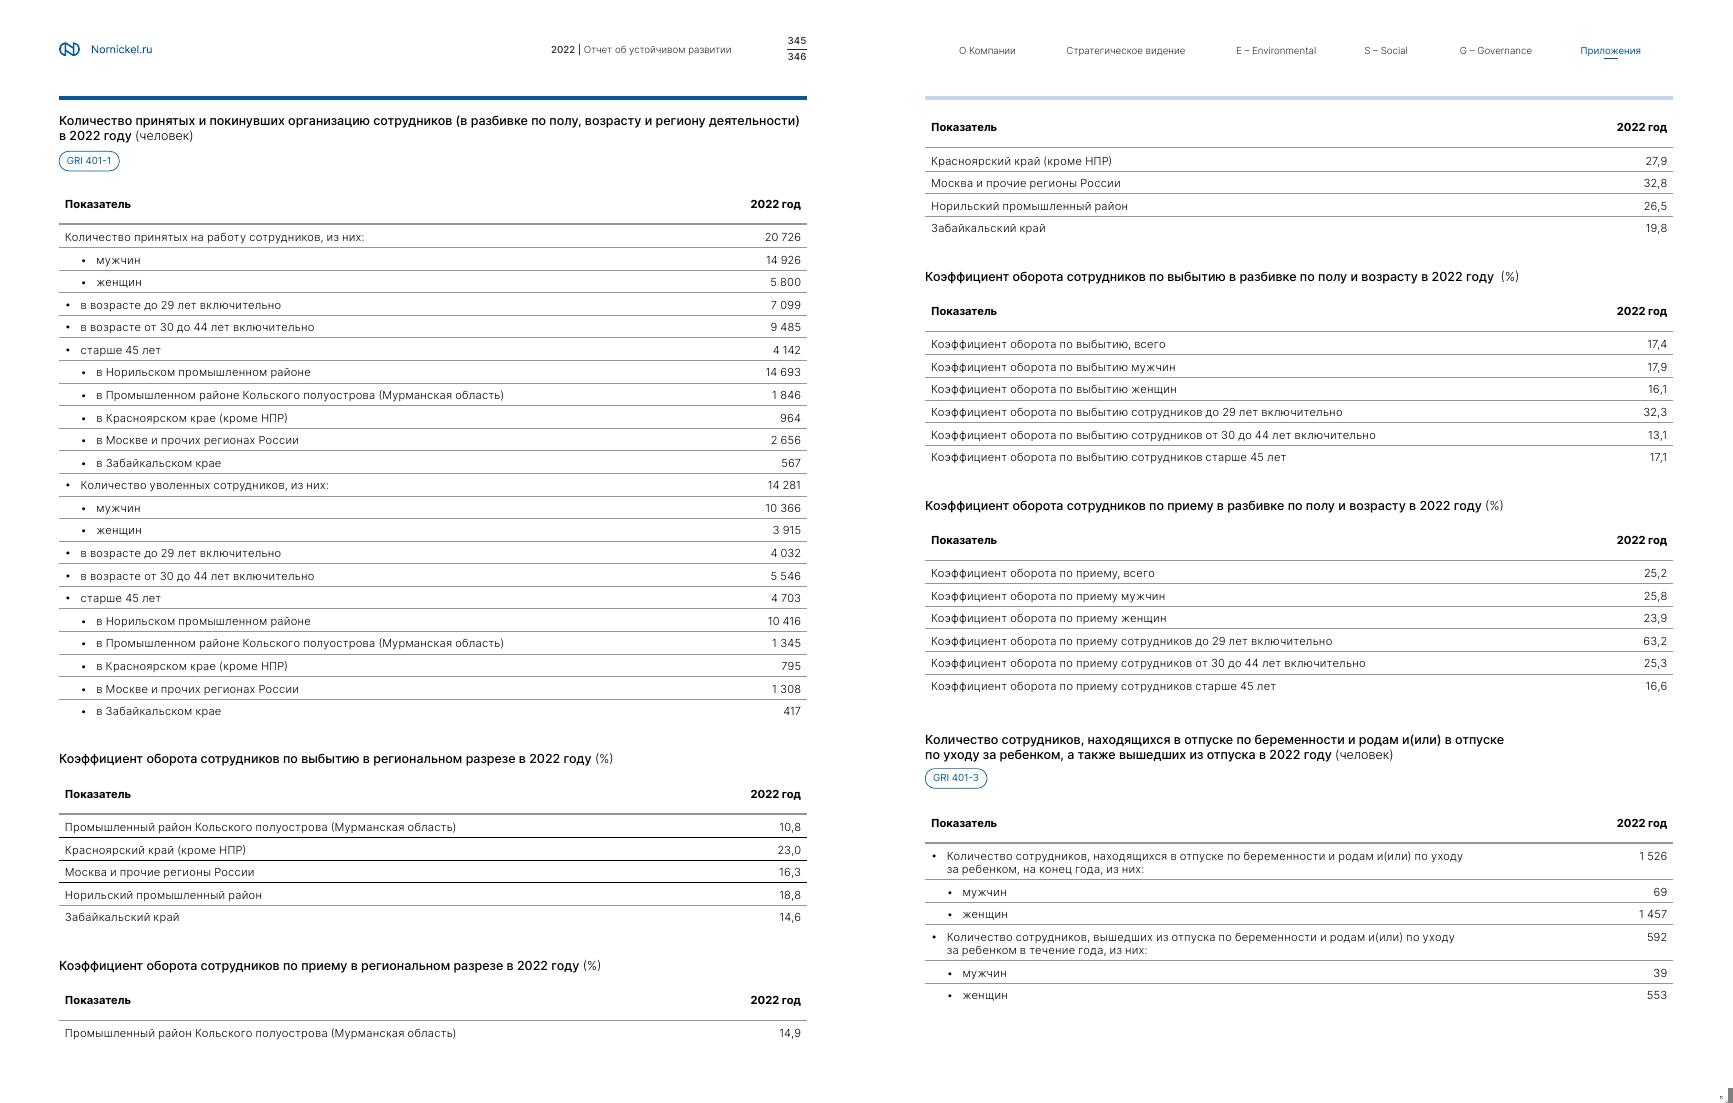 Nornickel.ru
2022 | Отчет об устойчивом развитии
345
346
Количество принятых и покинувших организацию сотрудников (в разбивке по полу, возрасту и региону деятельности)
в 2022 году (человек)
GRI 401-1
Показатель 2022 год
Количество принятых на работу сотрудников, из них: 20 726
• мужчин 14 926
• женщин 5 800
• в возрасте до 29 лет включительно 7 099
• в возрасте от 30 до 44 лет включительно 9 485
• старше 45 лет 4 142
• в Норильском промышленном районе 14 693
• в Промышленном районе Кольского полуострова (Мурманская область) 1 846
• в Красноярском крае (кроме НПР) 964
• в Москве и прочих регионах России 2 656
• в Забайкальском крае 567
• Количество уволенных сотрудников, из них: 14 281
• мужчин 10 366
• женщин 3 915
• в возрасте до 29 лет включительно 4 032
• в возрасте от 30 до 44 лет включительно 5 546
• старше 45 лет 4 703
• в Норильском промышленном районе 10 416
• в Промышленном районе Кольского полуострова (Мурманская область) 1 345
• в Красноярском крае (кроме НПР) 795
• в Москве и прочих регионах России 1 308
• в Забайкальском крае 417
Коэффициент оборота сотрудников по выбытию в региональном разрезе в 2022 году (%)
Показатель 2022 год
Промышленный район Кольского полуострова (Мурманская область) 10,8
Красноярский край (кроме НПР) 23,0
Москва и прочие регионы России 16,3
Норильский промышленный район 18,8
Забайкальский край 14,6
Коэффициент оборота сотрудников по приему в региональном разрезе в 2022 году (%)
Показатель 2022 год
Промышленный район Кольского полуострова (Мурманская область) 14,9
О Компании Стратегическое видение E – Environmental S – Social G – Governance Приложения
Показатель 2022 год
Красноярский край (кроме НПР) 27,9
Москва и прочие регионы России 32,8
Норильский промышленный район 26,5
Забайкальский край 19,8
Коэффициент оборота сотрудников по выбытию в разбивке по полу и возрасту в 2022 году (%)
Показатель 2022 год
Коэффициент оборота по выбытию, всего 17,4
Коэффициент оборота по выбытию мужчин 17,9
Коэффициент оборота по выбытию женщин 16,1
Коэффициент оборота по выбытию сотрудников до 29 лет включительно 32,3
Коэффициент оборота по выбытию сотрудников от 30 до 44 лет включительно 13,1
Коэффициент оборота по выбытию сотрудников старше 45 лет 17,1
Коэффициент оборота сотрудников по приему в разбивке по полу и возрасту в 2022 году (%)
Показатель 2022 год
Коэффициент оборота по приему, всего 25,2
Коэффициент оборота по приему мужчин 25,8
Коэффициент оборота по приему женщин 23,9
Коэффициент оборота по приему сотрудников до 29 лет включительно 63,2
Коэффициент оборота по приему сотрудников от 30 до 44 лет включительно 25,3
Коэффициент оборота по приему сотрудников старше 45 лет 16,6
Количество сотрудников, находящихся в отпуске по беременности и родам и(или) в отпуске
по уходу за ребенком, а также вышедших из отпуска в 2022 году (человек)
GRI 401-3
Показатель 2022 год
• Количество сотрудников, находящихся в отпуске по беременности и родам и(или) по уходу 1 526
за ребенком, на конец года, из них:
• мужчин 69
• женщин 1 457
• Количество сотрудников, вышедших из отпуска по беременности и родам и(или) по уходу 592
за ребенком в течение года, из них:
• мужчин 39
• женщин 553